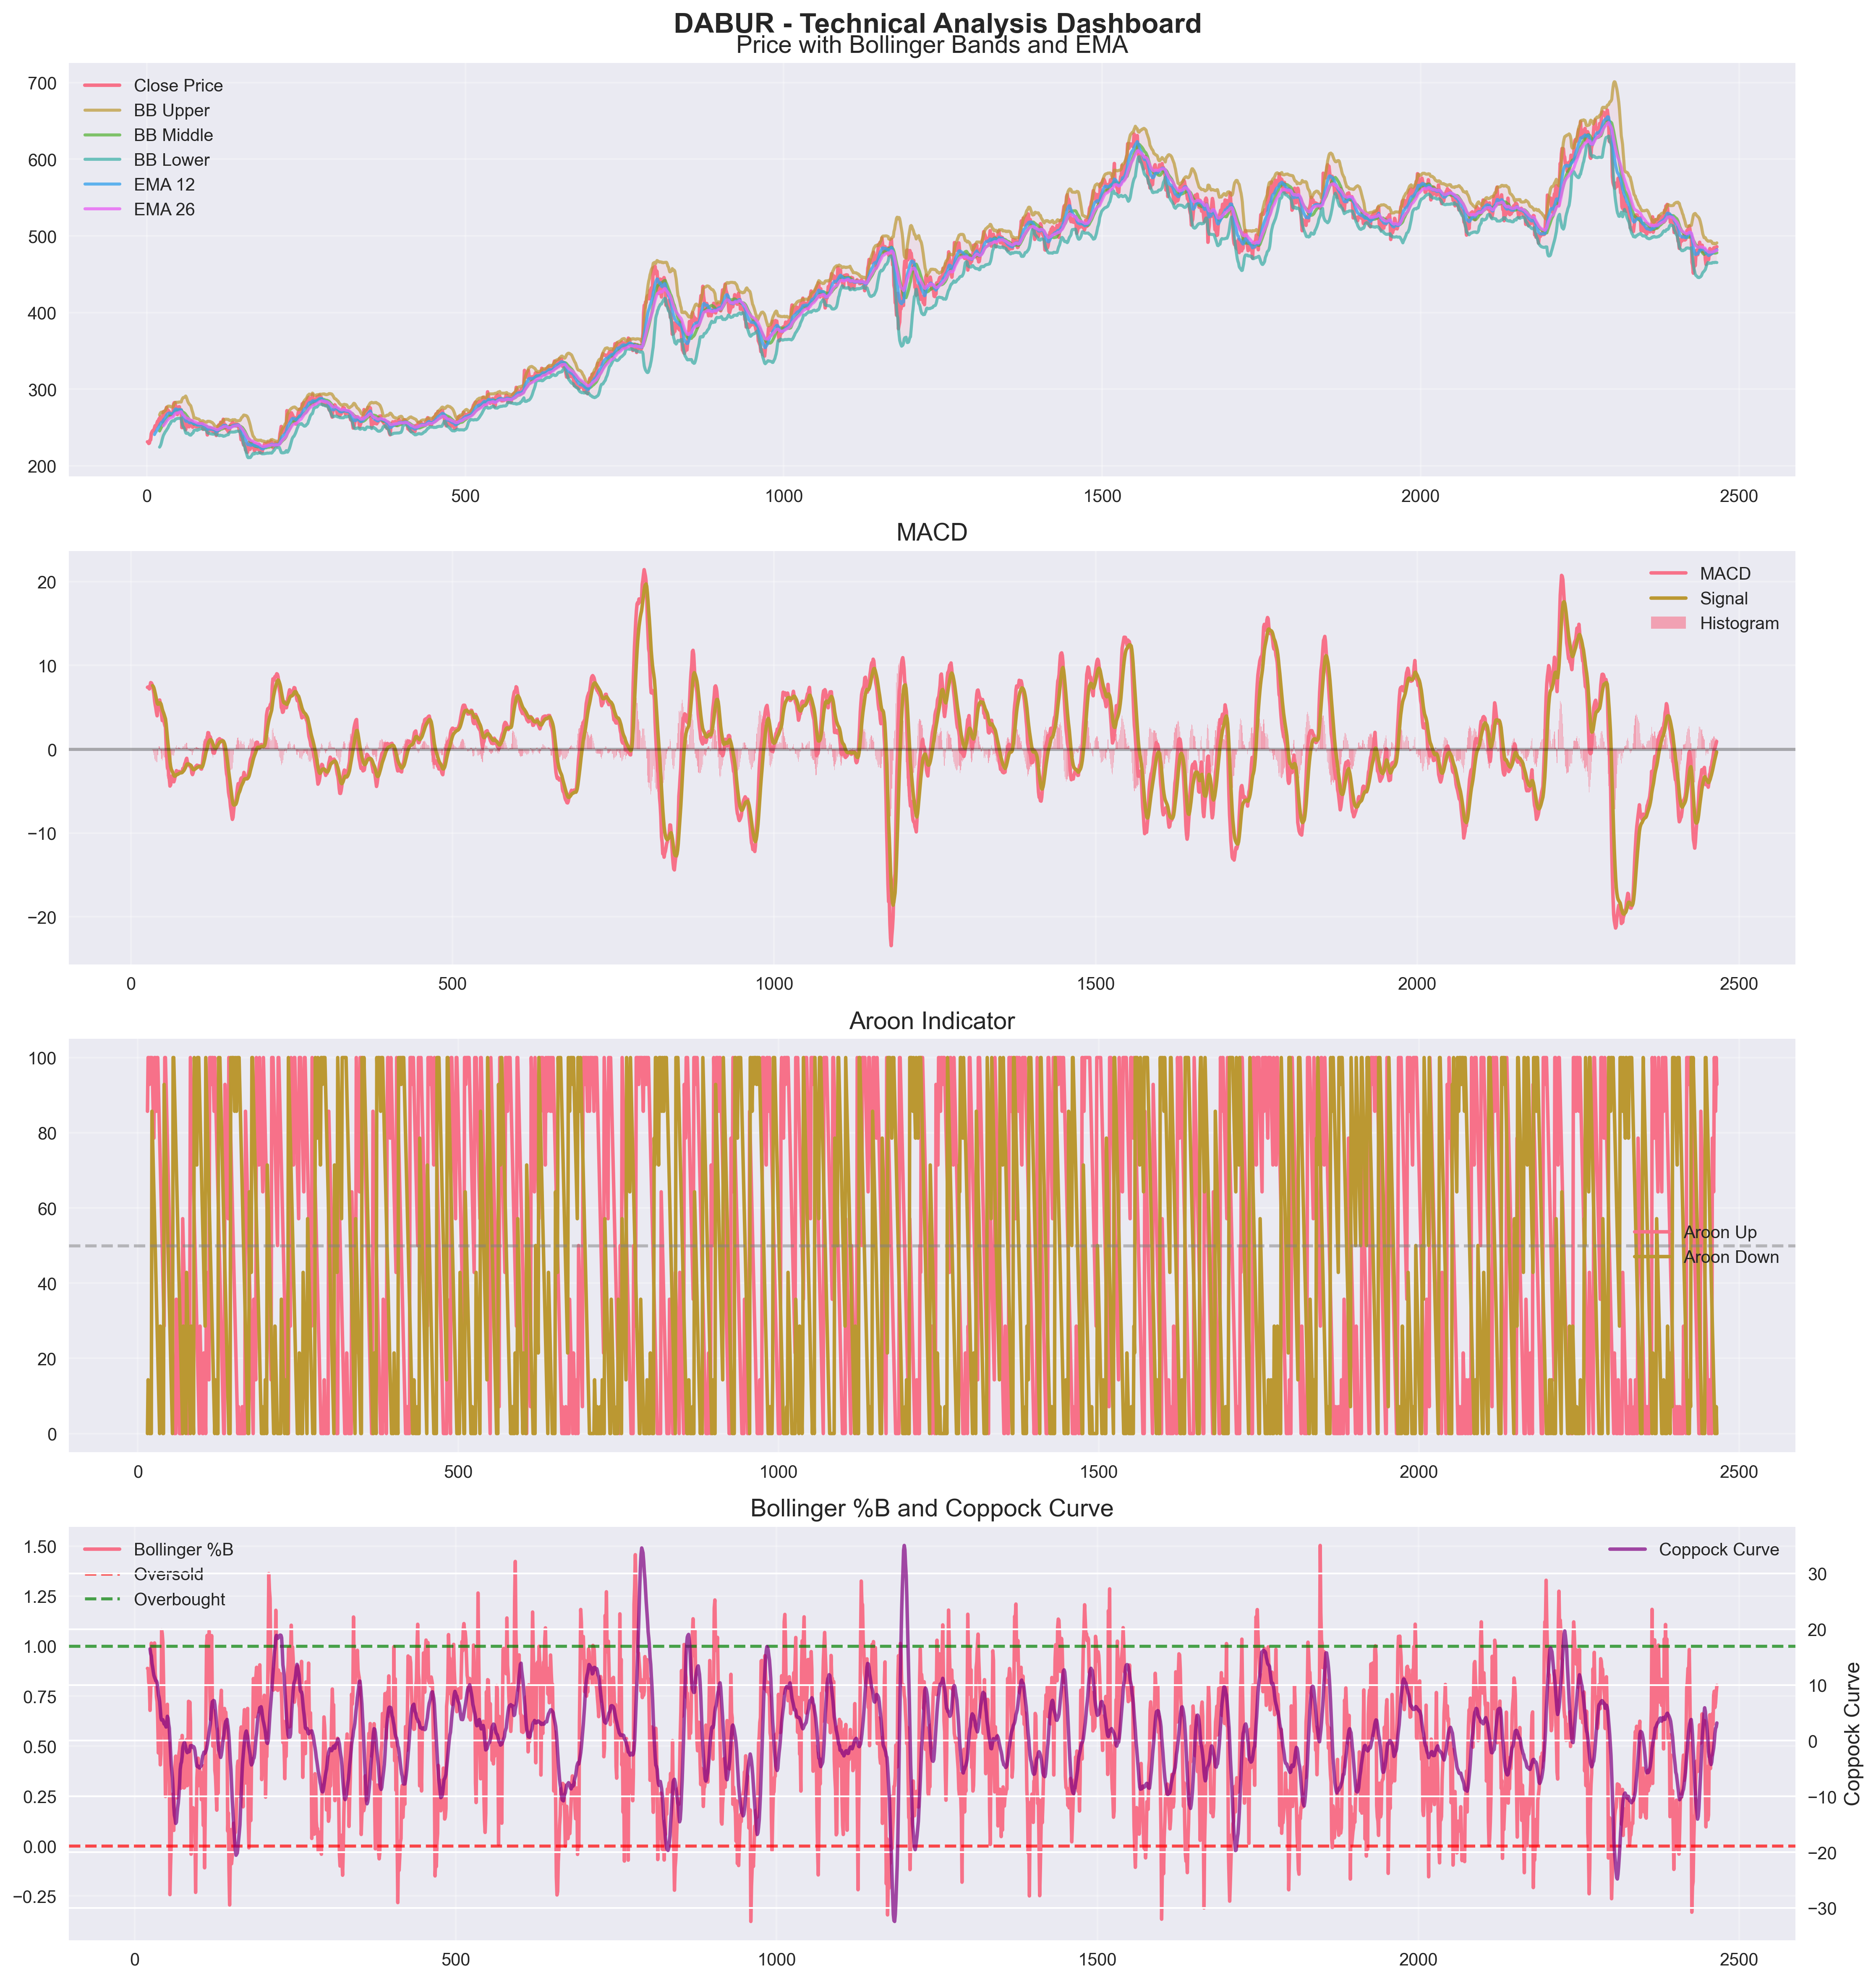 DABUR - Technical Analysis Dashboard
Price with Bollinger Bands and EMA
700
600
500
400
300
200
Close Price
BB Upper
BB Middle
BB Lower
EMA 12
EMA 26
0 500 1000 1500 2000 2500
MACD
20
10
0
−10
−20
MACD
Signal
Histogram
0 500 1000 1500 2000 2500
Aroon Indicator
100
80
60
40
20
0
Aroon Up
Aroon Down
0 500 1000 1500 2000 2500
Bollinger %B and Coppock Curve
1.50
1.25
1.00
0.75
0.50
0.25
0.00
−0.25
Bollinger %B
Oversold
Overbought
Coppock Curve
30
20
10
0
−10
−20
−30
Coppock Curve
0 500 1000 1500 2000 2500